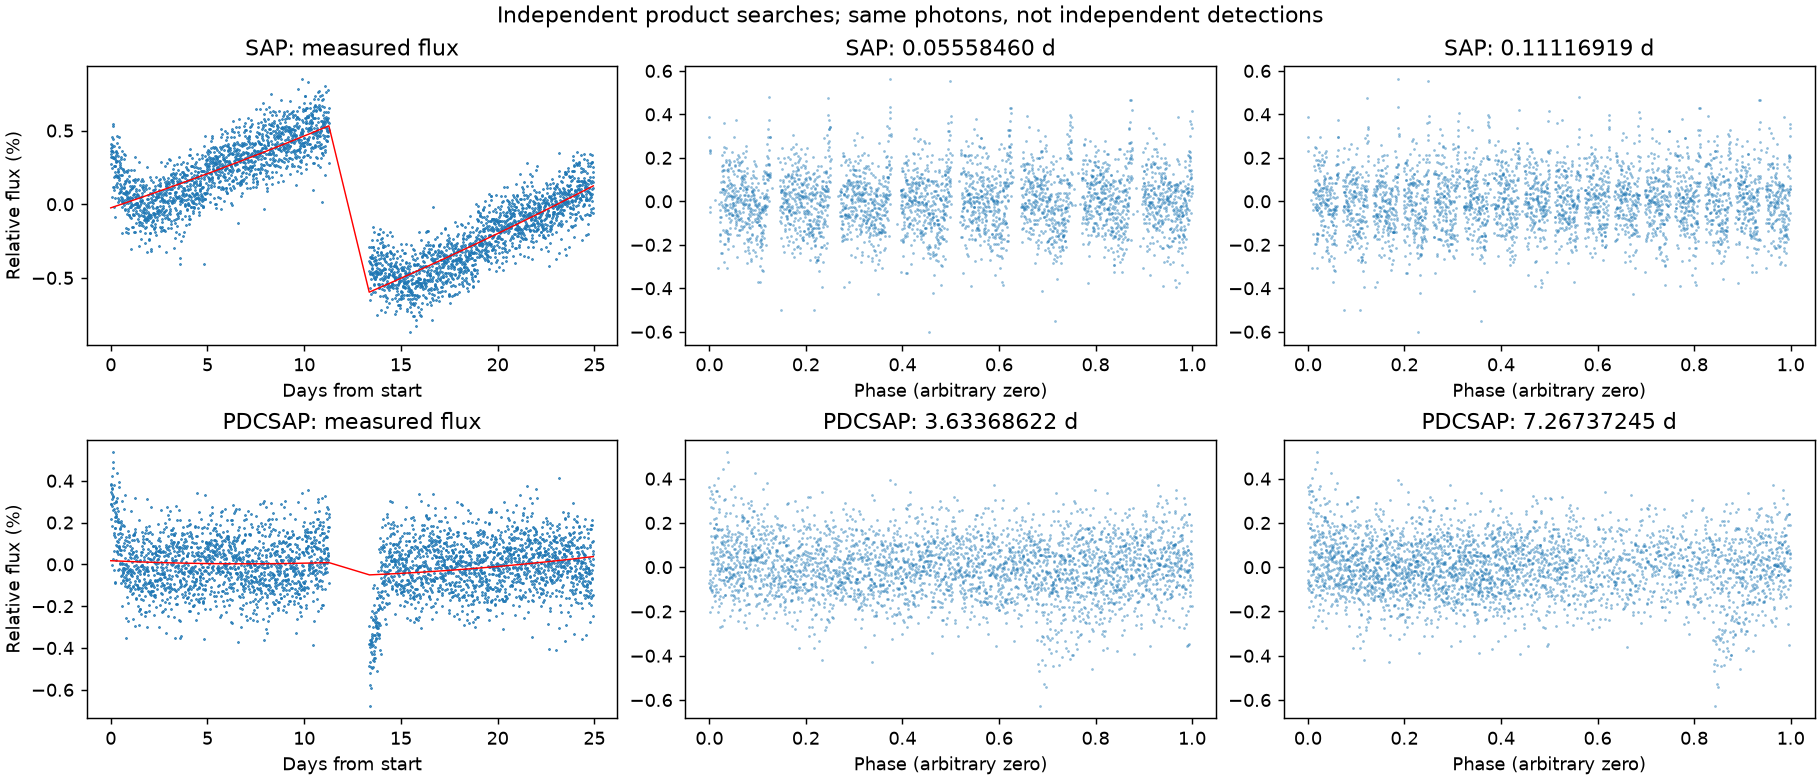 Independent product searches; same photons, not independent detections
SAP: measured flux
Relative flux (%)
0.5
0.0
−0.5
0 5 10 15 20 25
Days from start
SAP: 0.05558460 d
0.6
0.4
0.2
0.0
−0.2
−0.4
−0.6
0.0 0.2 0.4 0.6 0.8 1.0
Phase (arbitrary zero)
SAP: 0.11116919 d
0.6
0.4
0.2
0.0
−0.2
−0.4
−0.6
0.0 0.2 0.4 0.6 0.8 1.0
Phase (arbitrary zero)
PDCSAP: measured flux
Relative flux (%)
0.4
0.2
0.0
−0.2
−0.4
−0.6
0 5 10 15 20 25
Days from start
PDCSAP: 3.63368622 d
0.4
0.2
0.0
−0.2
−0.4
−0.6
0.0 0.2 0.4 0.6 0.8 1.0
Phase (arbitrary zero)
PDCSAP: 7.26737245 d
0.4
0.2
0.0
−0.2
−0.4
−0.6
0.0 0.2 0.4 0.6 0.8 1.0
Phase (arbitrary zero)